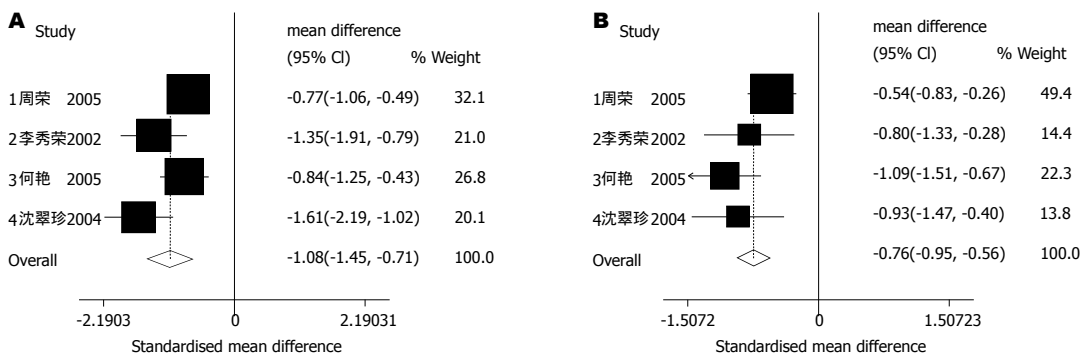 A Study mean difference
(95% CI) % Weight
1周荣 2005 -0.77(-1.06, -0.49) 32.1
2李秀荣2002 -1.35(-1.91, -0.79) 21.0
3何艳 2005 -0.84(-1.25, -0.43) 26.8
4沈翠珍2004 -1.61(-2.19, -1.02) 20.1
Overall -1.08(-1.45, -0.71) 100.0
-2.1903 0 2.19031
Standardised mean difference
B Study mean difference
(95% CI) % Weight
1周荣 2005 -0.54(-0.83, -0.26) 49.4
2李秀荣2002 -0.80(-1.33, -0.28) 14.4
3何艳 2005 -1.09(-1.51, -0.67) 22.3
4沈翠珍2004 -0.93(-1.47, -0.40) 13.8
Overall -0.76(-0.95, -0.56) 100.0
-1.5072 0 1.50723
Standardised mean difference